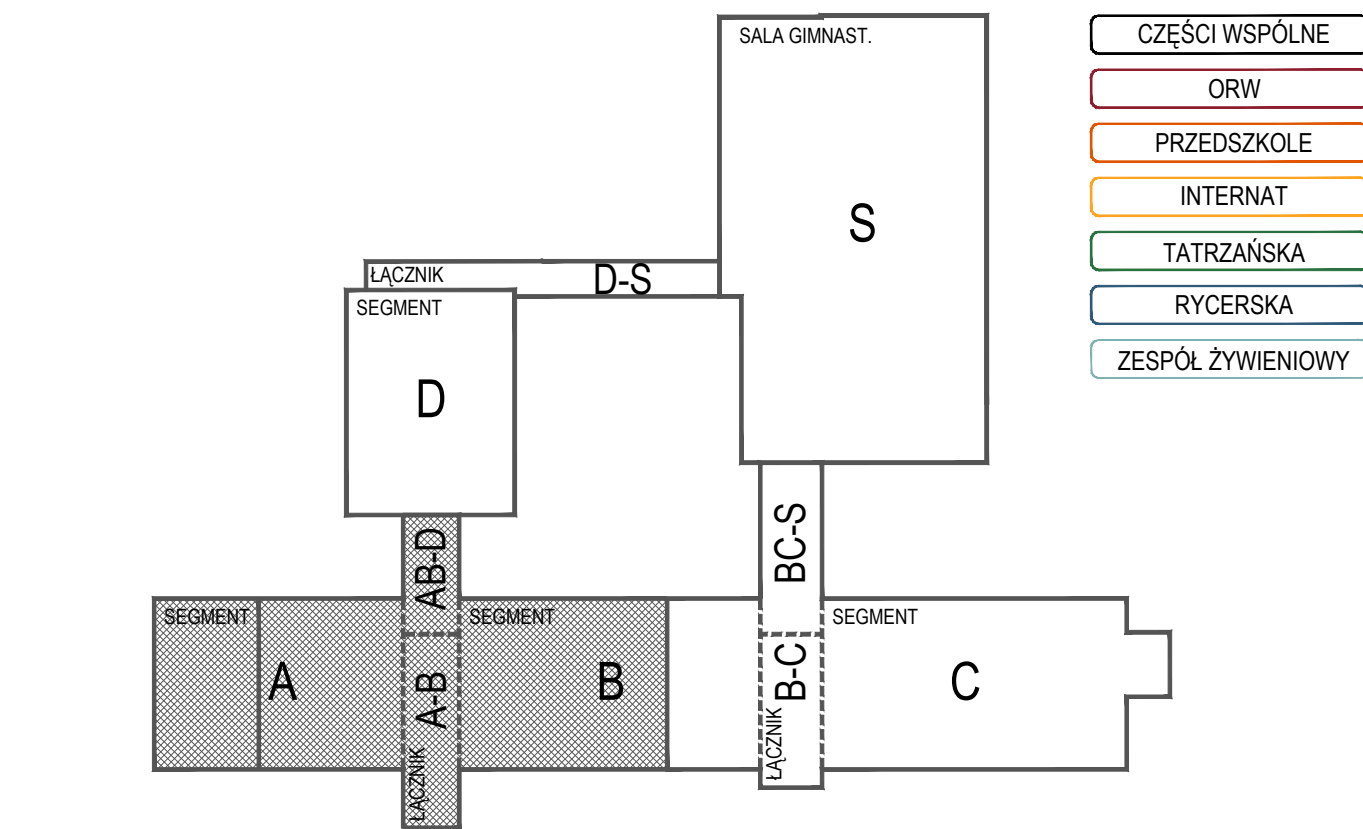 SALA GIMNAST.
S
ŁĄCZNIK
D-S
SEGMENT
D
AB-D
BC-S
SEGMENT
A
ŁĄCZNIK
A-B
SEGMENT
B
ŁĄCZNIK
B-C
SEGMENT
C
CZĘŚCI WSPÓLNE
ORW
PRZEDSZKOLE
INTERNAT
TATRZAŃSKA
RYCERSKA
ZESPÓŁ ŻYWIENIOWY